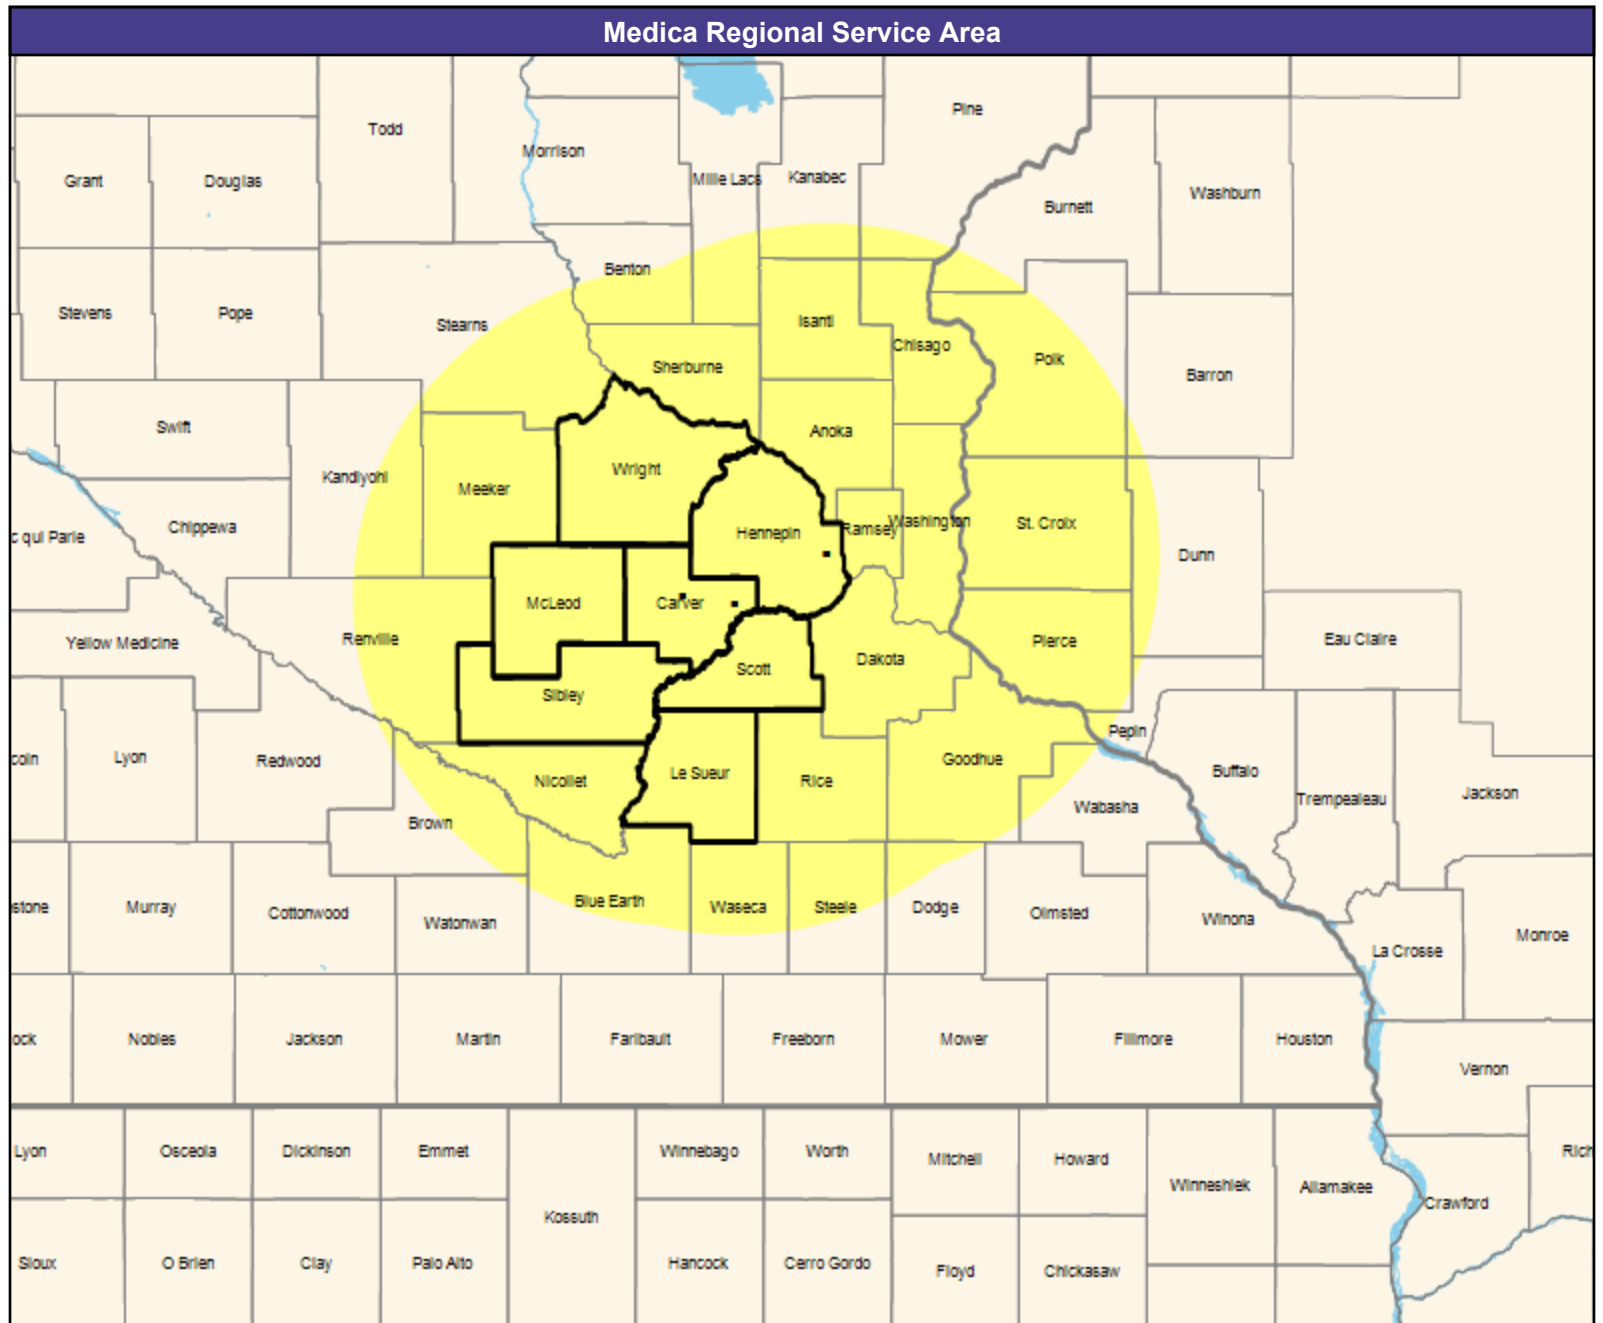 Medica Regional Service Area
Pine
Todd
Morrison
Mille Lacs
Kanabec
Grant
Douglas
Washburn
Burnett
Benton
Stevens
Pope
Stearns
Isanti
Chisago
Polk
Barron
Sherburne
Swift
Anoka
Kandiyohi
Wright
Meeker
Chippewa
Hennepin
Ramsey
Washington
St. Croix
c qui Parle
Dunn
McLeod
Carver
Yellow Medicine
Renville
Scott
Dakota
Pierce
Eau Claire
Sibley
coln
Lyon
Redwood
Nicollet
Le Sueur
Rice
Goodhue
Pepin
Buffalo
Wabasha
Trempealeau
Jackson
Brown
stone
Murray
Cottonwood
Watonwan
Blue Earth
Waseca
Steele
Dodge
Olmsted
Winona
La Crosse
Monroe
ock
Nobles
Jackson
Martin
Faribault
Freeborn
Mower
Fillmore
Houston
Vernon
Lyon
Osceola
Dickinson
Emmet
Winnebago
Worth
Mitchell
Howard
Rich
Winneshiek
Allamakee
Crawford
Kossuth
Sioux
O Brien
Clay
Palo Alto
Hancock
Cerro Gordo
Floyd
Chickasaw